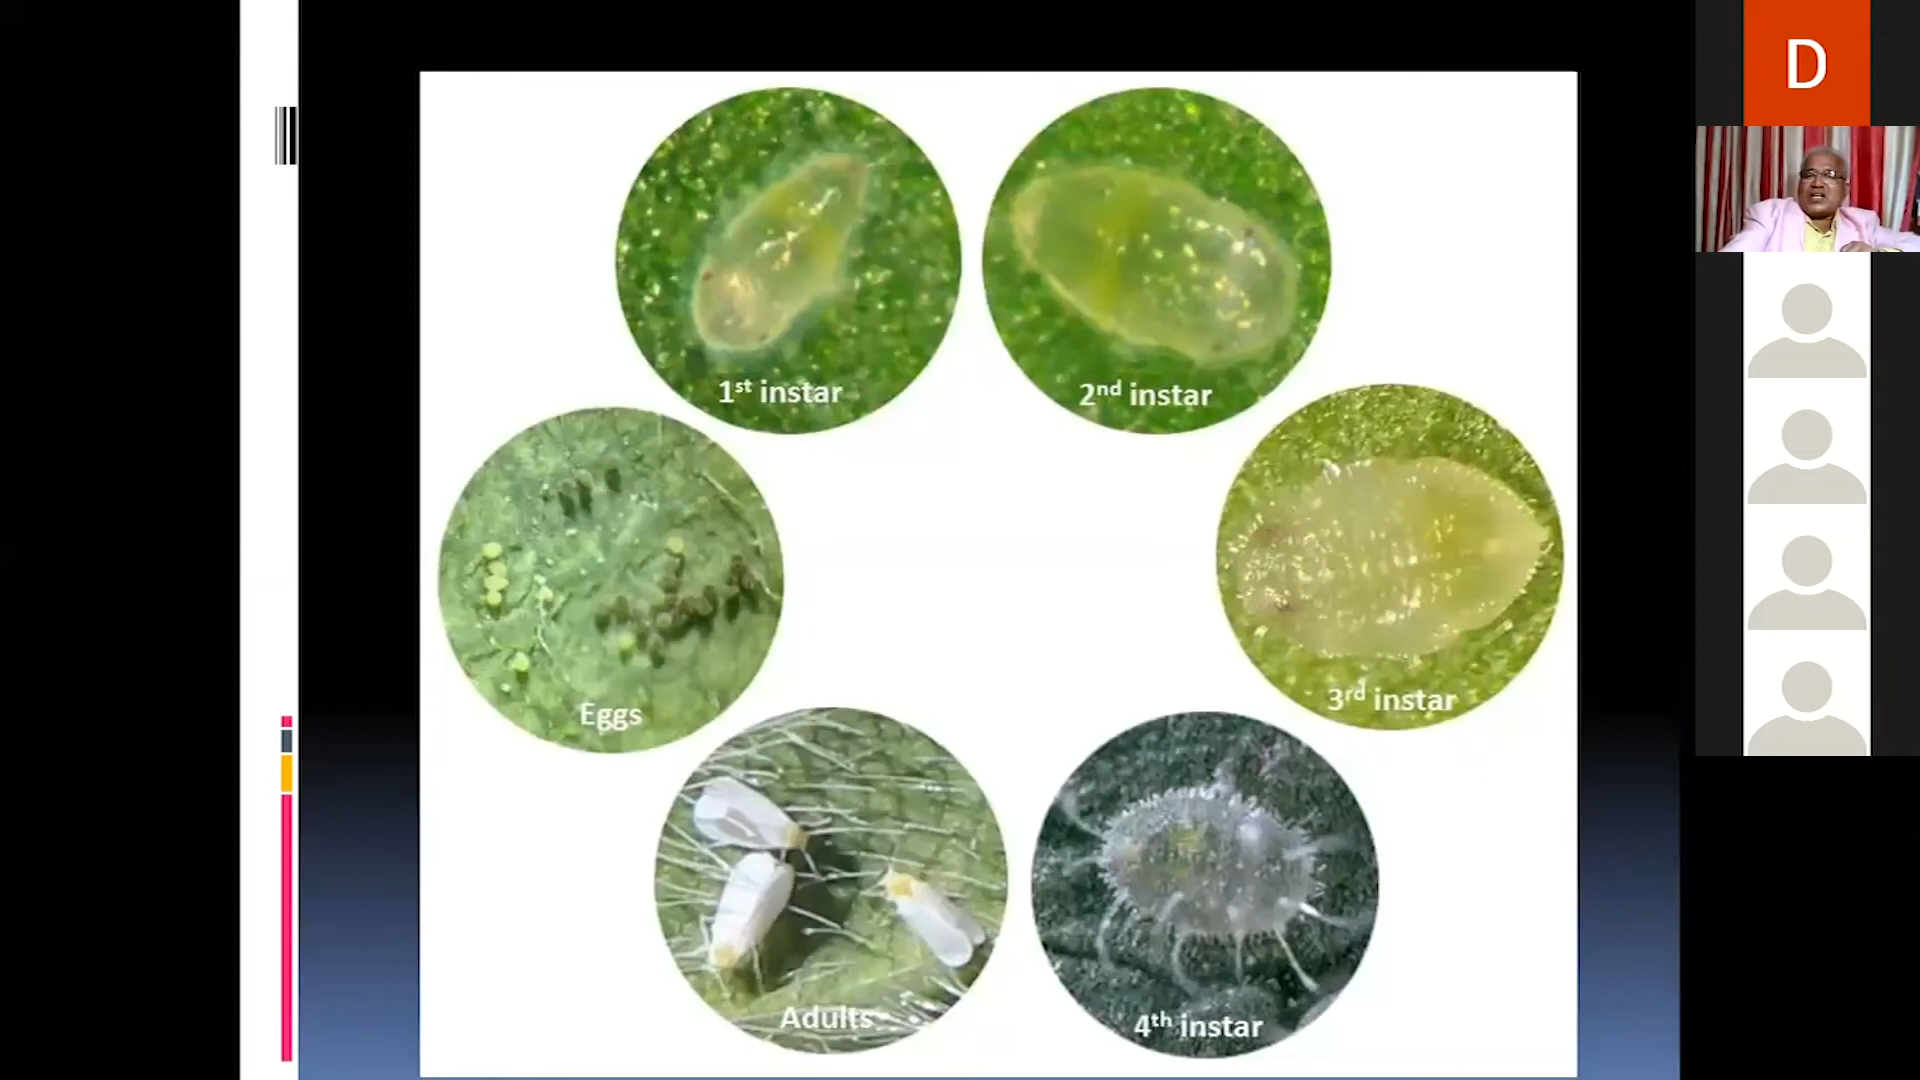 D
1st instar
2nd instar
3rd instar
Eggs
Adults
4th instar